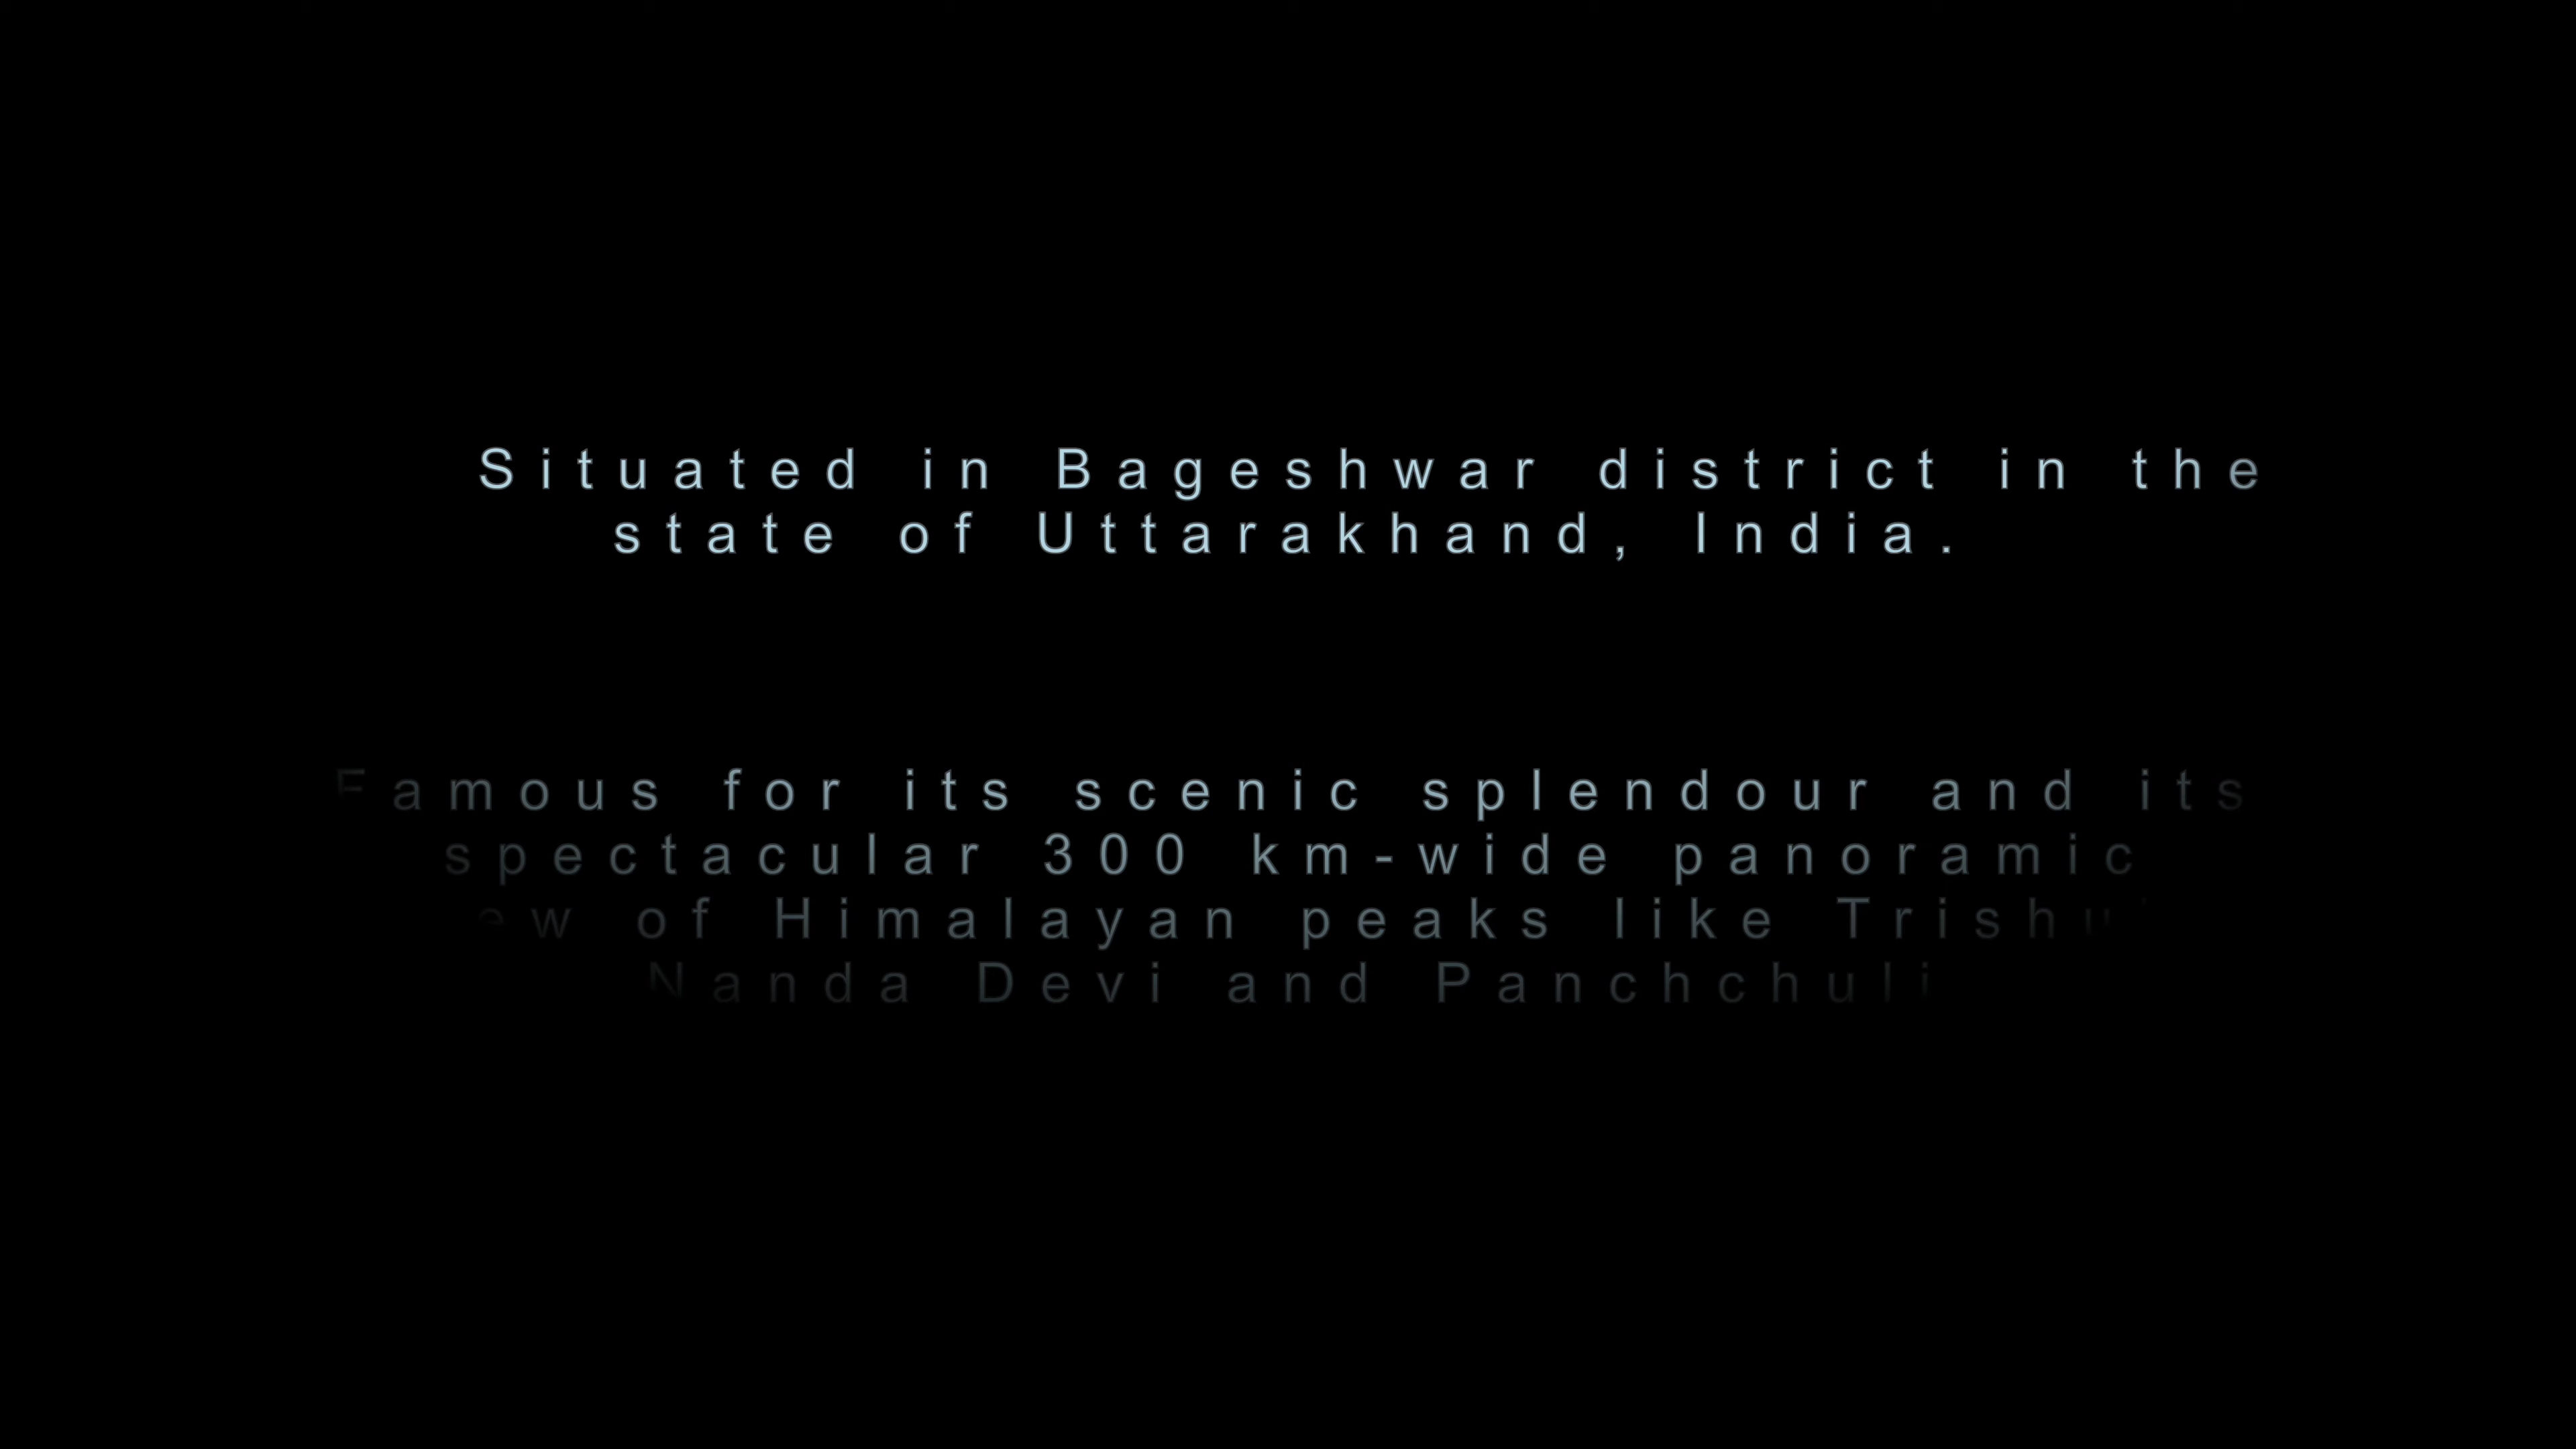 Situated in Bageshwar district in the
state of Uttarakhand, India.
Famous for its scenic splendour and its
spectacular 300 km-wide panoramic
of Himalayan peaks like
Nanda Devi and Panchchuli